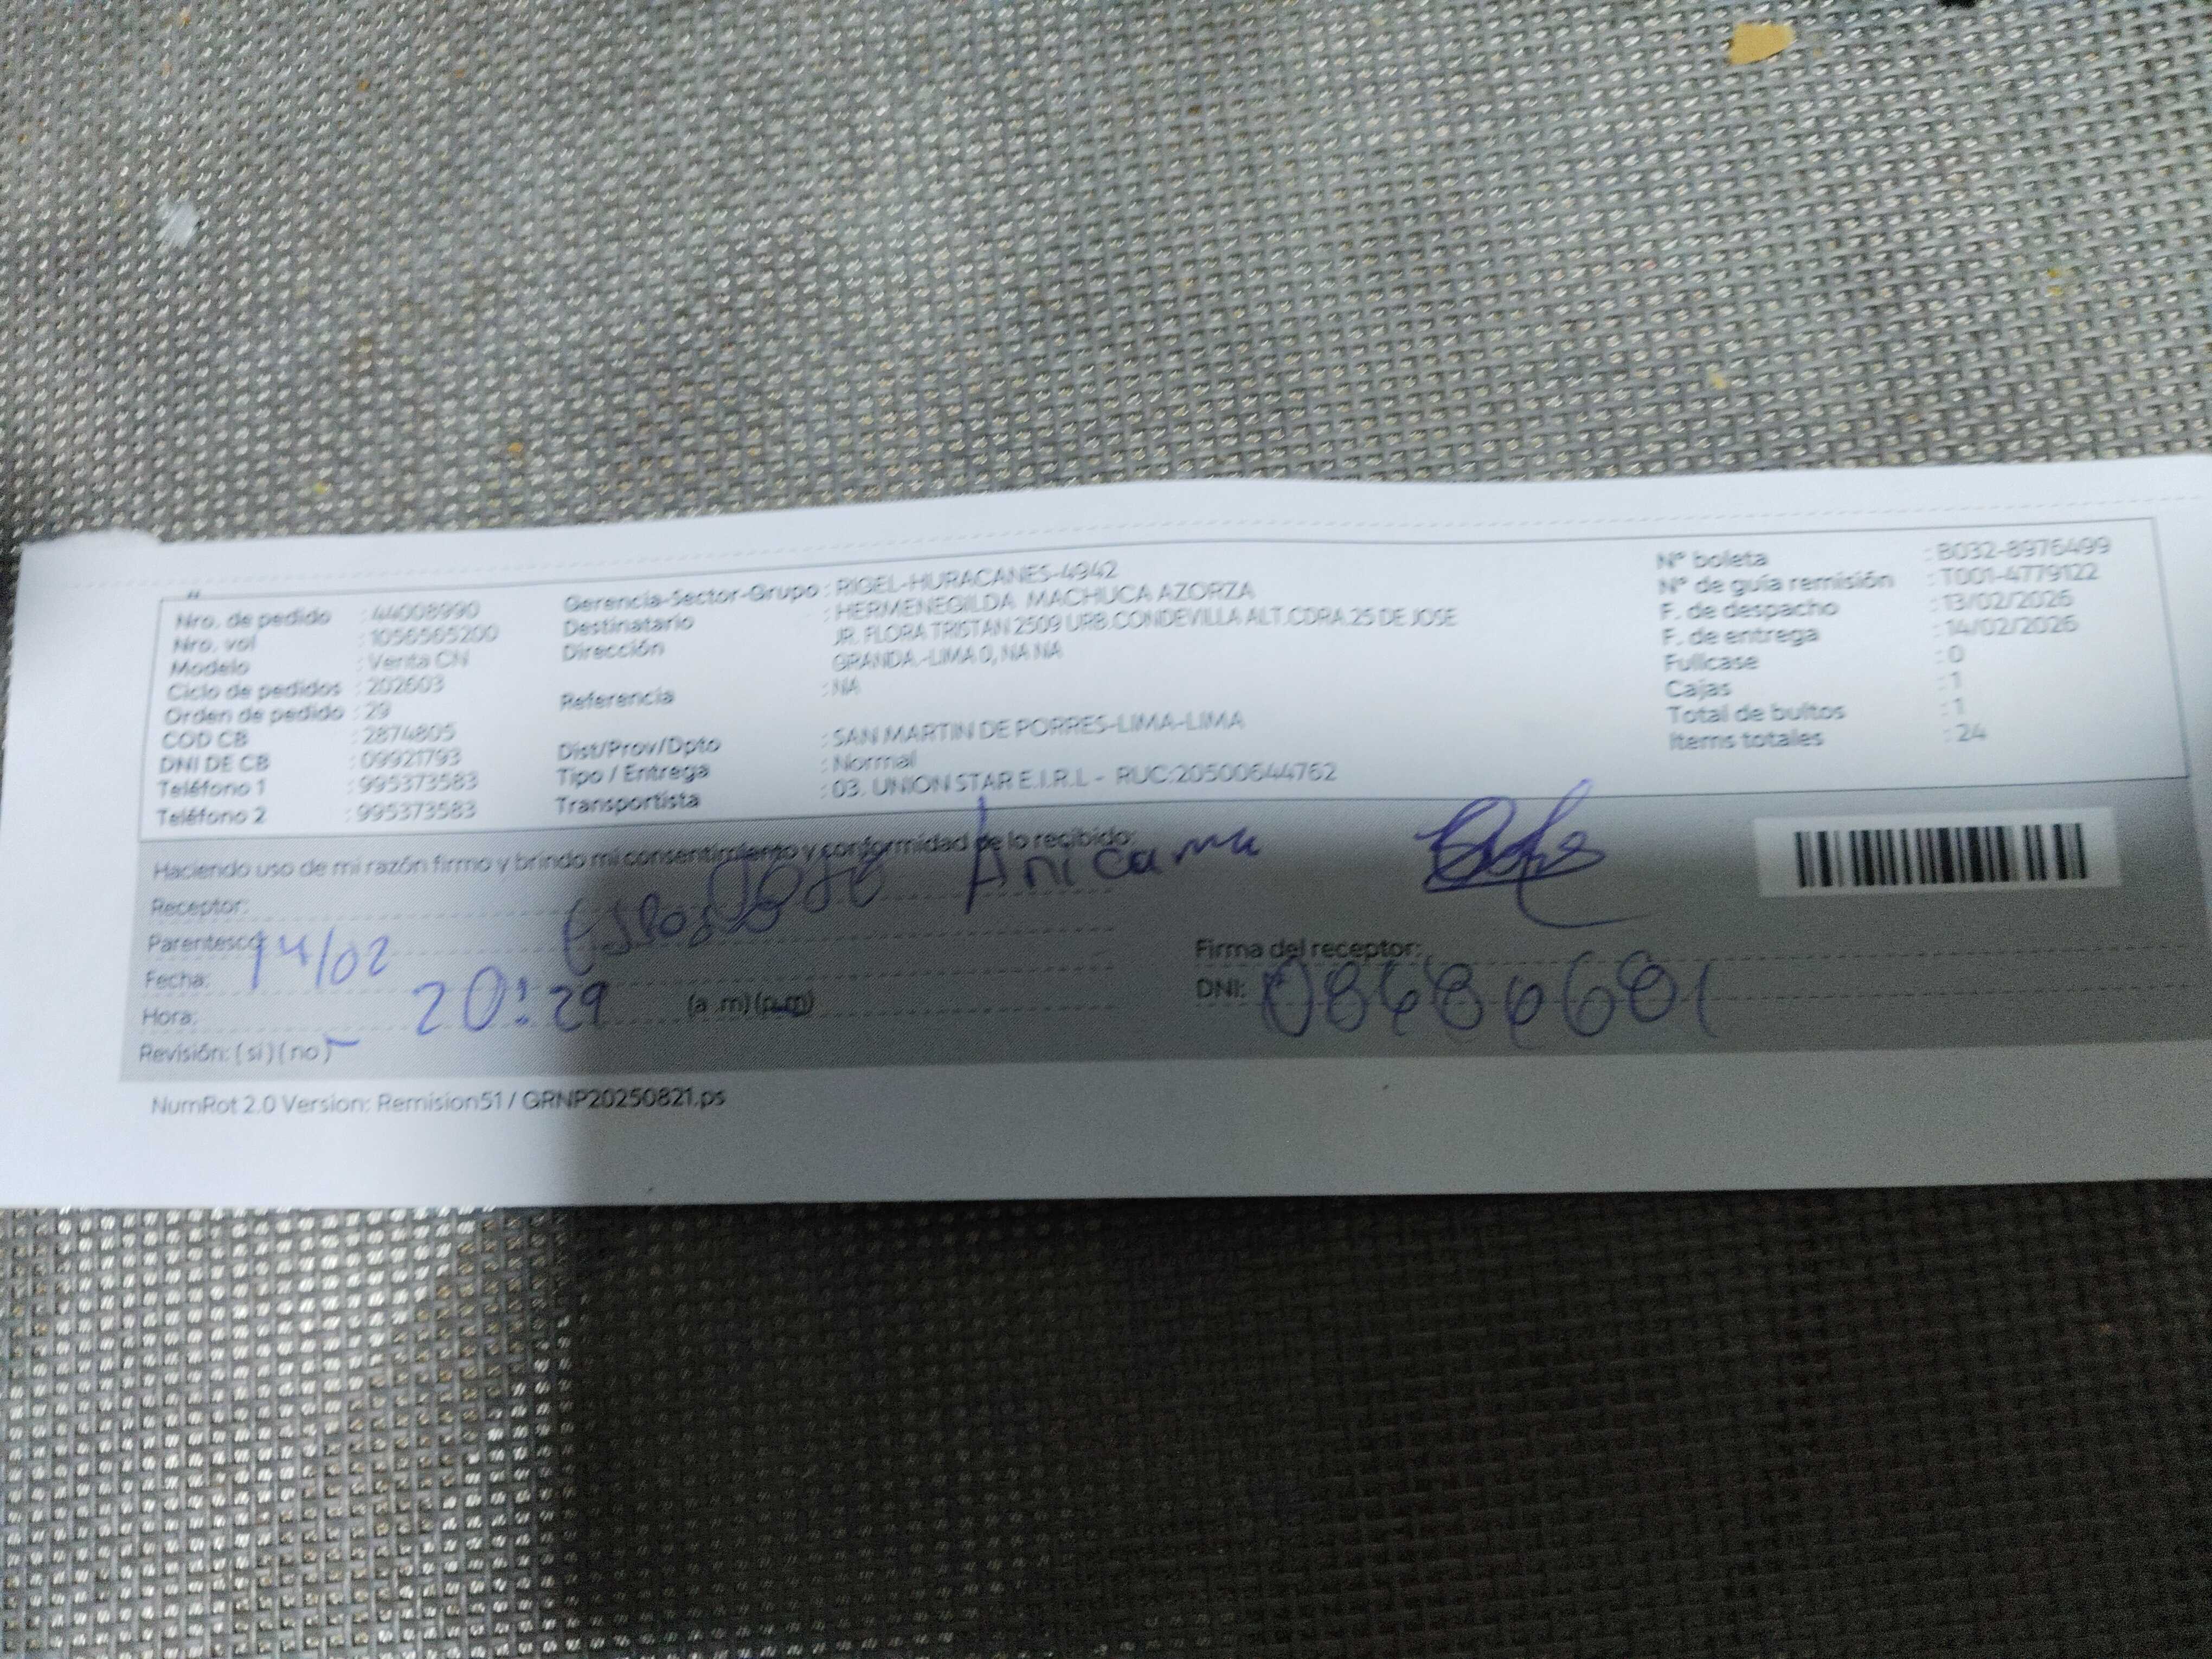 Nro. de pedido : 44008990
Nro. vol : 1056565200
Modelo : Venta CN
Ciclo de pedidos : 202603
Orden de pedido : 29
COD CB : 2874805
DNI DE CB : 09921793
Teléfono 1 : 995373583
Teléfono 2 : 995373583
Gerencia-Sector-Grupo : RIGEL-HURACANES-4942
Destinatario : HERMENEGILDA MACHUCA AZORZA
Dirección JR. FLORA TRISTAN 2509 URB.CONDEVILLA ALT.CDRA.25 DE JOSE
GRANDA.-LIMA 0, NA NA
Referencia : NA
Dist/Prov/Dpto : SAN MARTIN DE PORRES-LIMA-LIMA
Tipo / Entrega : Normal
Transportista : 03. UNION STAR E.I.R.L - RUC:20500644762
N° boleta : B032-8976499
N° de guía remisión : T001-4779122
F. de despacho : 13/02/2026
F. de entrega : 14/02/2026
Fullcase : 0
Cajas : 1
Total de bultos : 1
Items totales : 24
Haciendo uso de mi razón firmo y brindo mi consentimiento y conformidad de lo recibido:
Receptor: José Anicama
Parentesco: Esposo
Fecha: 14/02
Hora: 20:29 (a .m) (p.m)
Revisión: ( si ) ( no )
Firma del receptor:
DNI:
NumRot 2.0 Version: Remision51 / GRNP20250821.ps